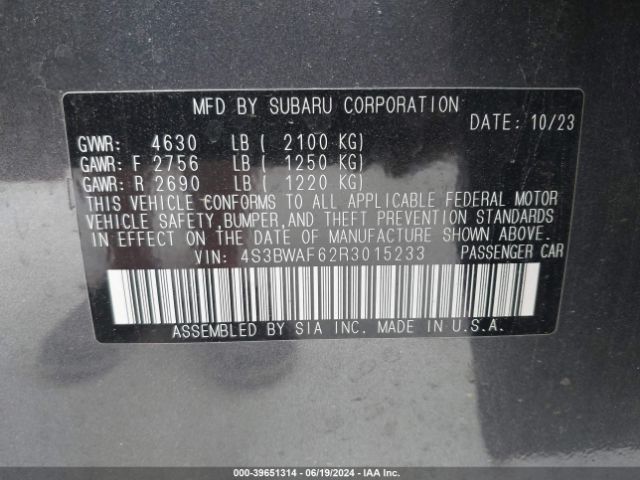 MFD BY SUBARU CORPORATION
DATE: 10/23
GVWR: 4630 LB ( 2100 KG)
GAWR: F 2756 LB ( 1250 KG)
GAWR: R 2690 LB ( 1220 KG)
THIS VEHICLE CONFORMS TO ALL APPLICABLE FEDERAL MOTOR
VEHICLE SAFETY,BUMPER,AND THEFT PREVENTION STANDARDS
IN EFFECT ON THE DATE OF MANUFACTURE SHOWN ABOVE.
VIN: 4S3BWAF62R3015233 PASSENGER CAR
ASSEMBLED BY SIA INC. MADE IN U.S.A.
000-39651314 - 06/19/2024 - IAA Inc.